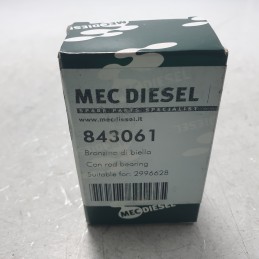 MEC DIESEL
SPARE PARTS SPECIALIST
www.mecdiesel.it
843061
Bronzina di biella
Con rod bearing
Suitable for: 2996628
MEC DIESEL